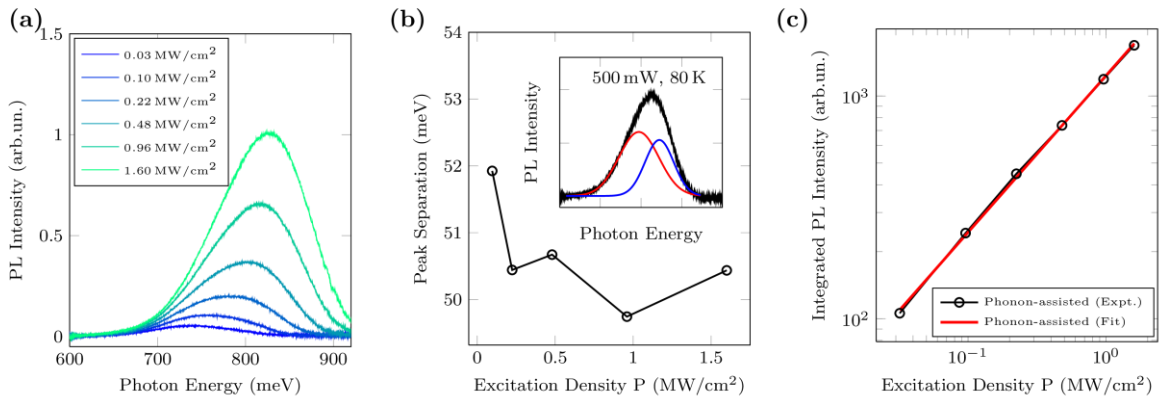 (a)
1.5
1
0.5
0
PL Intensity (arb.un.)
0.03 MW/cm²
0.10 MW/cm²
0.22 MW/cm²
0.48 MW/cm²
0.96 MW/cm²
1.60 MW/cm²
600
700
800
900
Photon Energy (meV)
(b)
54
53
52
51
50
Peak Separation (meV)
500 mW, 80 K
PL Intensity
Photon Energy
0
0.5
1
1.5
Excitation Density P (MW/cm²)
(c)
10³
10²
Integrated PL Intensity (arb.un.)
Phonon-assisted (Expt.)
Phonon-assisted (Fit)
10⁻¹
10⁰
Excitation Density P (MW/cm²)